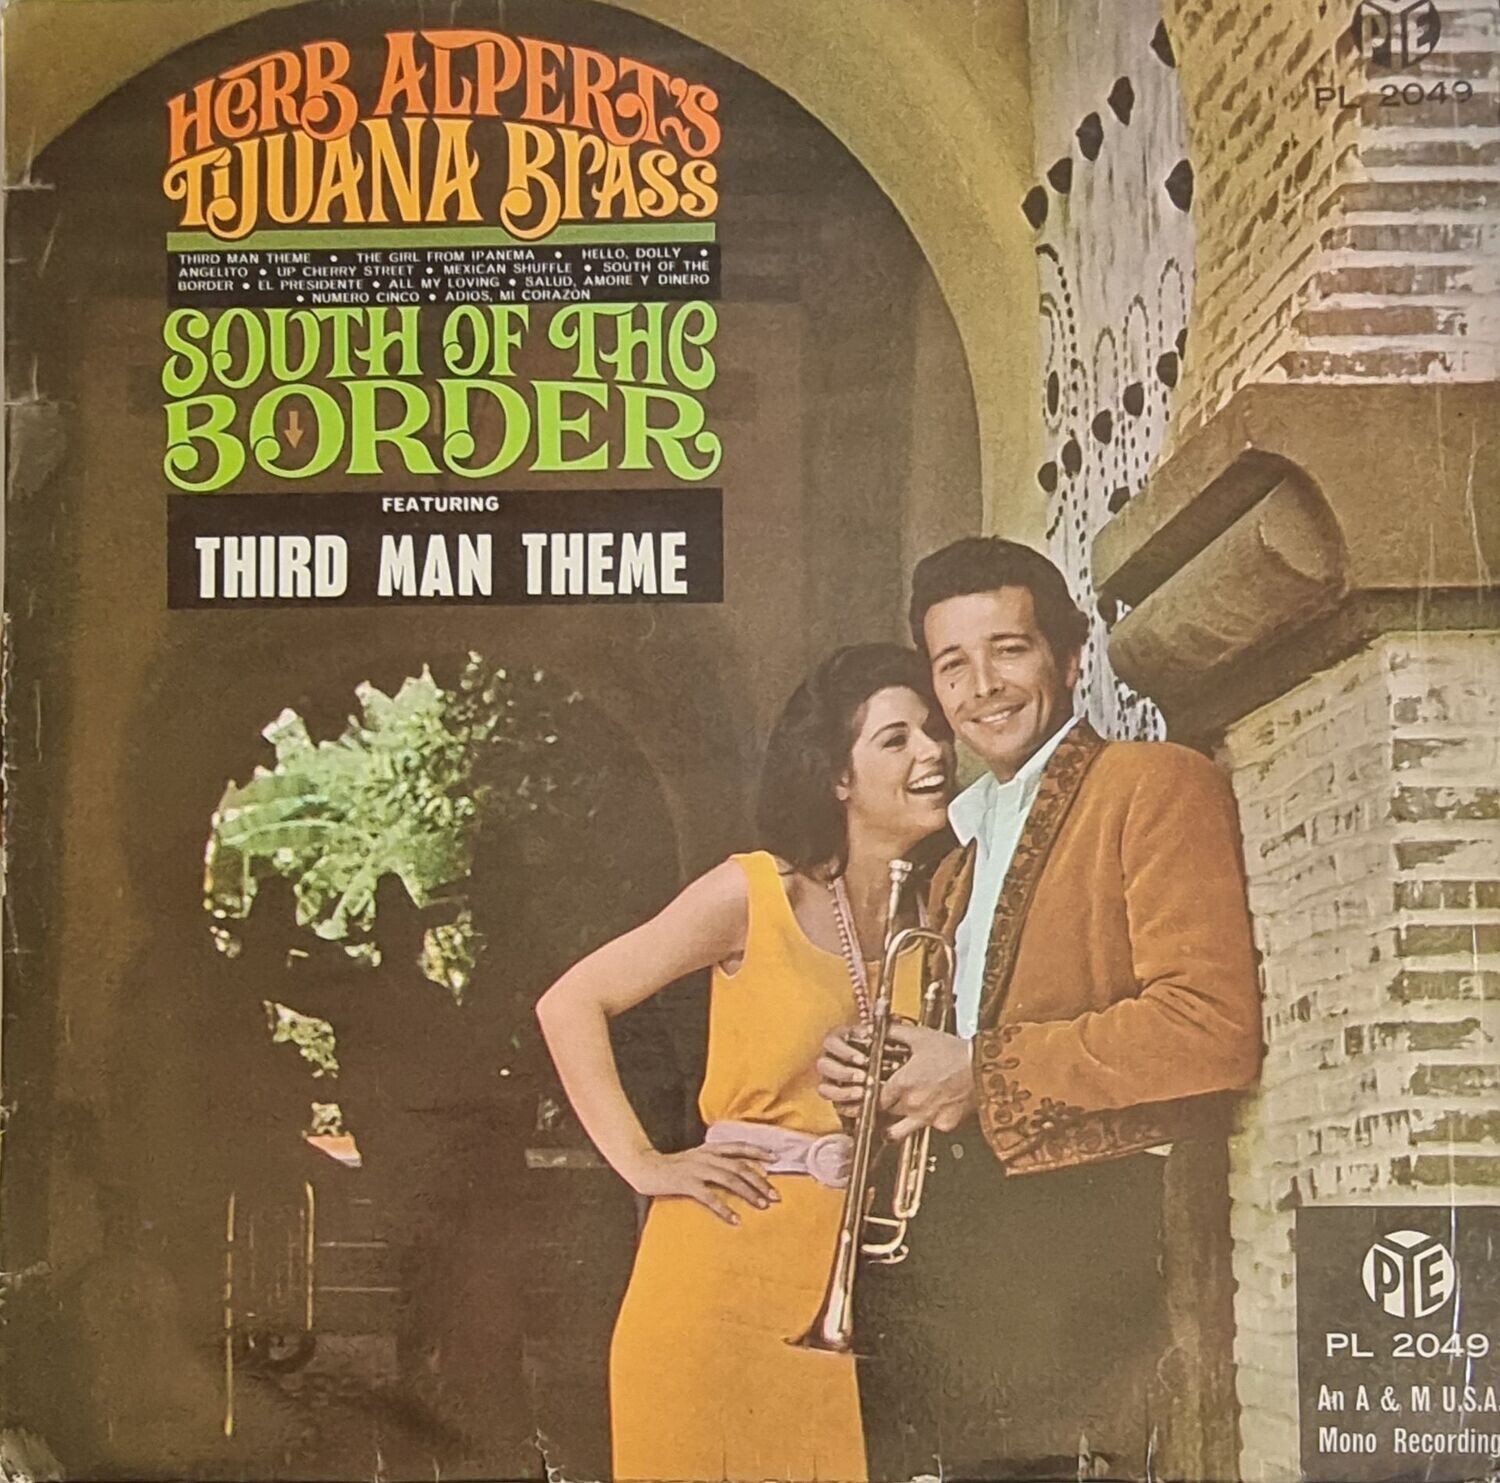 HERB ALPERT'S
TIJUANA BRASS
THIRD MAN THEME • THE GIRL FROM IPANEMA • HELLO, DOLLY •
ANGELITO • UP CHERRY STREET • MEXICAN SHUFFLE • SOUTH OF THE
BORDER • EL PRESIDENTE • ALL MY LOVING • SALUD, AMORE Y DINERO
• NUMERO CINCO • ADIOS, MI CORAZÓN
SOUTH OF THE
BORDER
FEATURING
THIRD MAN THEME
PYE
PL 2049
PYE
PL 2049
An A & M U.S.A.
Mono Recording